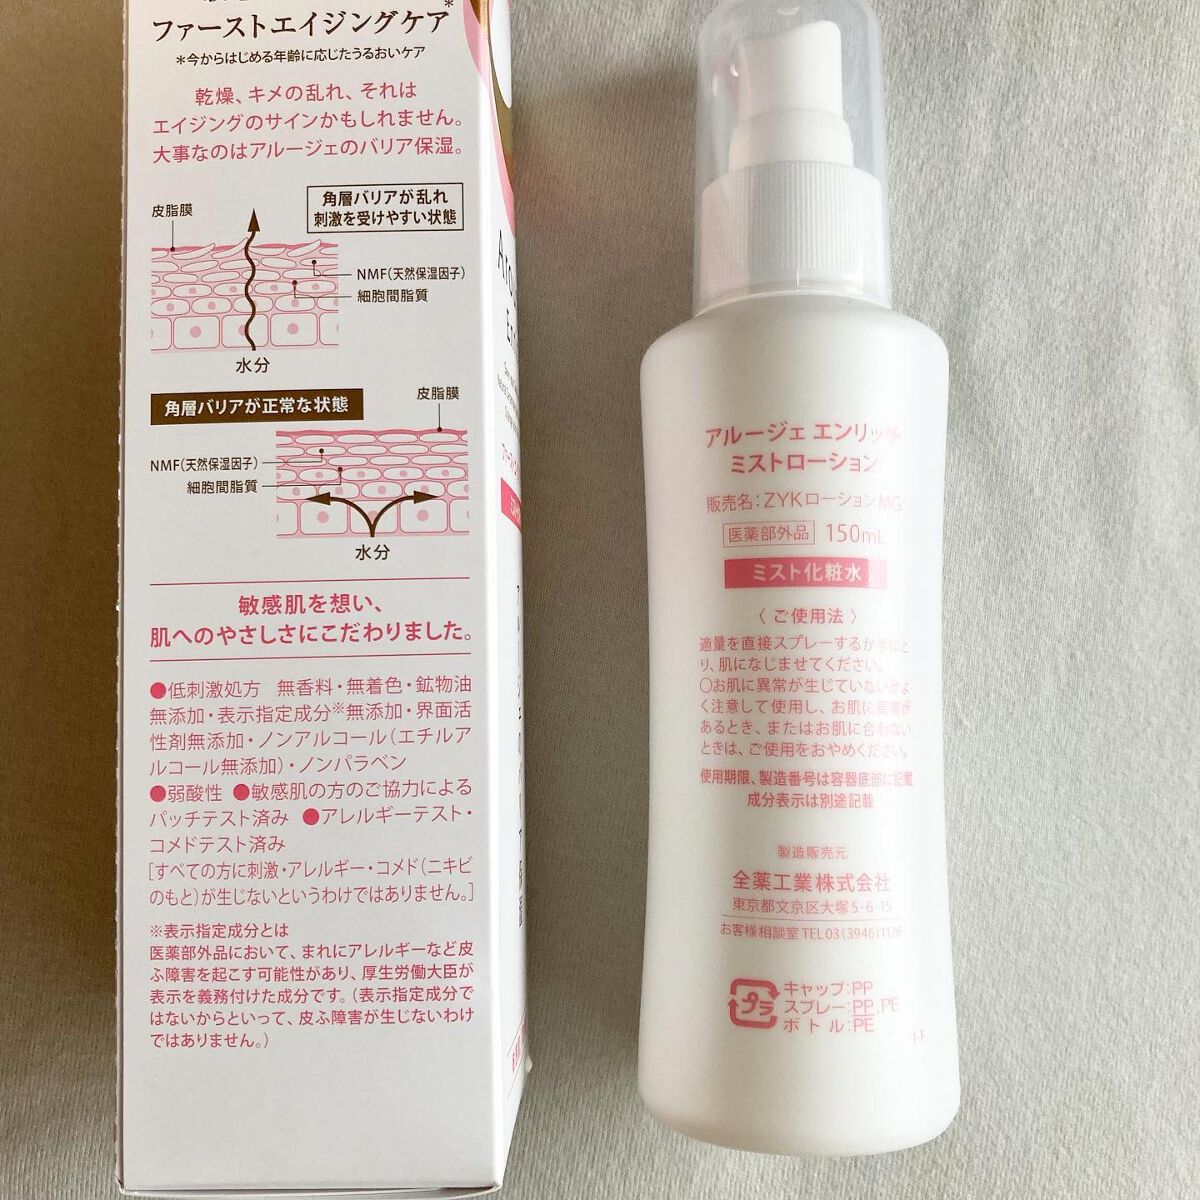 ファーストエイジングケア*
*今からはじめる年齢に応じたうるおいケア
乾燥、キメの乱れ、それは
エイジングのサインかもしれません。
大事なのはアルージェのバリア保湿。
角層バリアが乱れ
刺激を受けやすい状態
皮脂膜
NMF(天然保湿因子)
細胞間脂質
水分
角層バリアが正常な状態
皮脂膜
NMF(天然保湿因子)
細胞間脂質
水分
敏感肌を想い、
肌へのやさしさにこだわりました。
●低刺激処方 無香料・無着色・鉱物油
無添加・表示指定成分※無添加・界面活
性剤無添加・ノンアルコール(エチルア
ルコール無添加)・ノンパラベン
●弱酸性 ●敏感肌の方のご協力による
パッチテスト済み ●アレルギーテスト・
コメドテスト済み
[すべての方に刺激・アレルギー・コメド(ニキビ
のもと)が生じないというわけではありません。]
※表示指定成分とは
医薬部外品において、まれにアレルギーなど皮
ふ障害を起こす可能性があり、厚生労働大臣が
表示を義務付けた成分です。(表示指定成分で
はないからといって、皮ふ障害が生じないわけ
ではありません。)
アルージェ エンリッチ
ミストローション
販売名:ZYKローションMG
医薬部外品 150mL
ミスト化粧水
〈ご使用法〉
適量を直接スプレーするか手にと
り、肌になじませてください。
○お肌に異常が生じていないかよ
く注意して使用し、お肌に異常が
あるとき、またはお肌に合わない
ときは、ご使用をおやめください。
使用期限、製造番号は容器底部に記載
成分表示は別途記載
製造販売元
全薬工業株式会社
東京都文京区大塚5-6-15
お客様相談室 TEL 03(3946)1126
プラ
キャップ:PP
スプレー:PP,PE
ボトル:PE
1-F